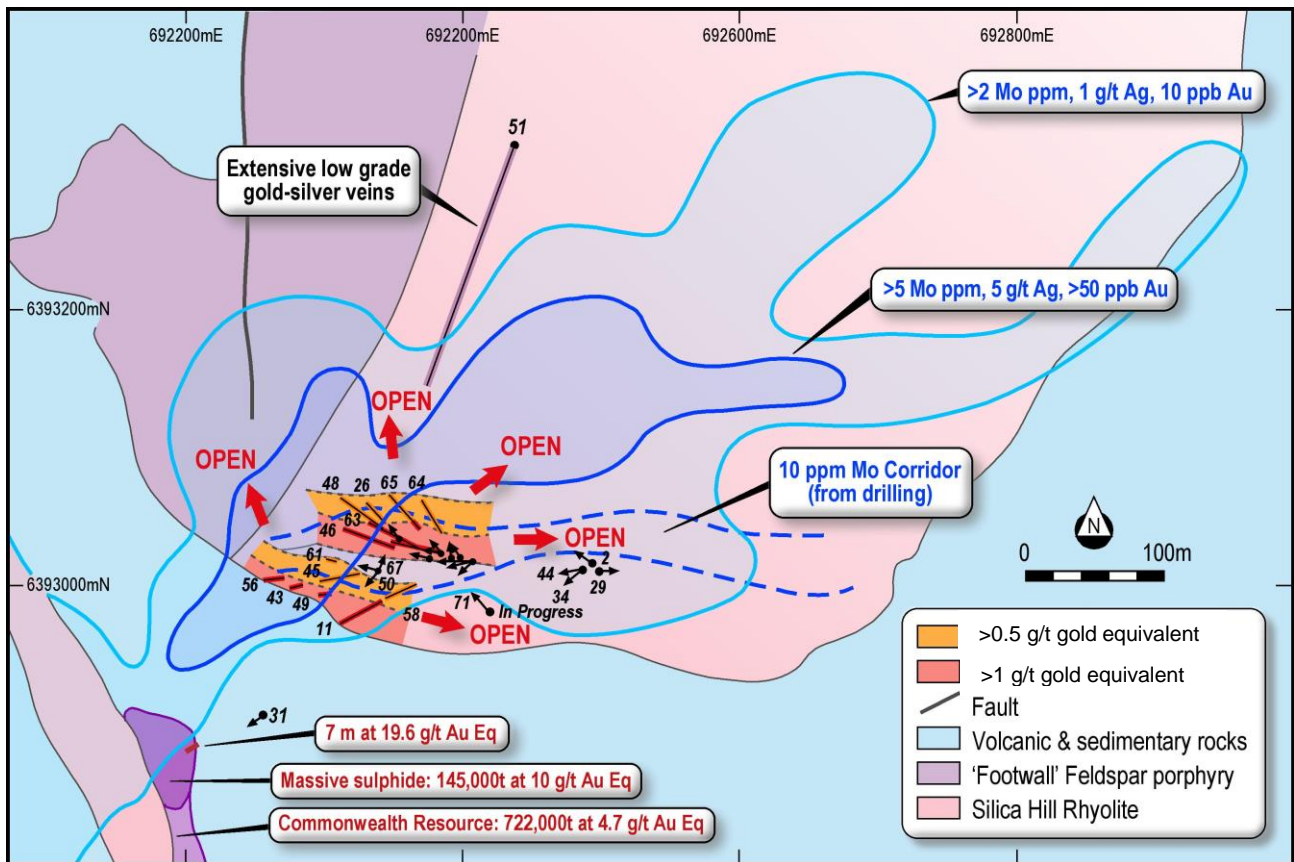 692200mE
692200mE
692600mE
692800mE
>2 Mo ppm, 1 g/t Ag, 10 ppb Au
51
Extensive low grade
gold-silver veins
>5 Mo ppm, 5 g/t Ag, >50 ppb Au
6393200mN
OPEN
OPEN
OPEN
10 ppm Mo Corridor
(from drilling)
48
26
65
64
63
46
OPEN
N
0
100m
61
67
45
50
2
44
29
34
6393000mN
56
43
49
11
58
71
In Progress
OPEN
31
>0.5 g/t gold equivalent
>1 g/t gold equivalent
Fault
Volcanic & sedimentary rocks
'Footwall' Feldspar porphyry
Silica Hill Rhyolite
7 m at 19.6 g/t Au Eq
Massive sulphide: 145,000t at 10 g/t Au Eq
Commonwealth Resource: 722,000t at 4.7 g/t Au Eq